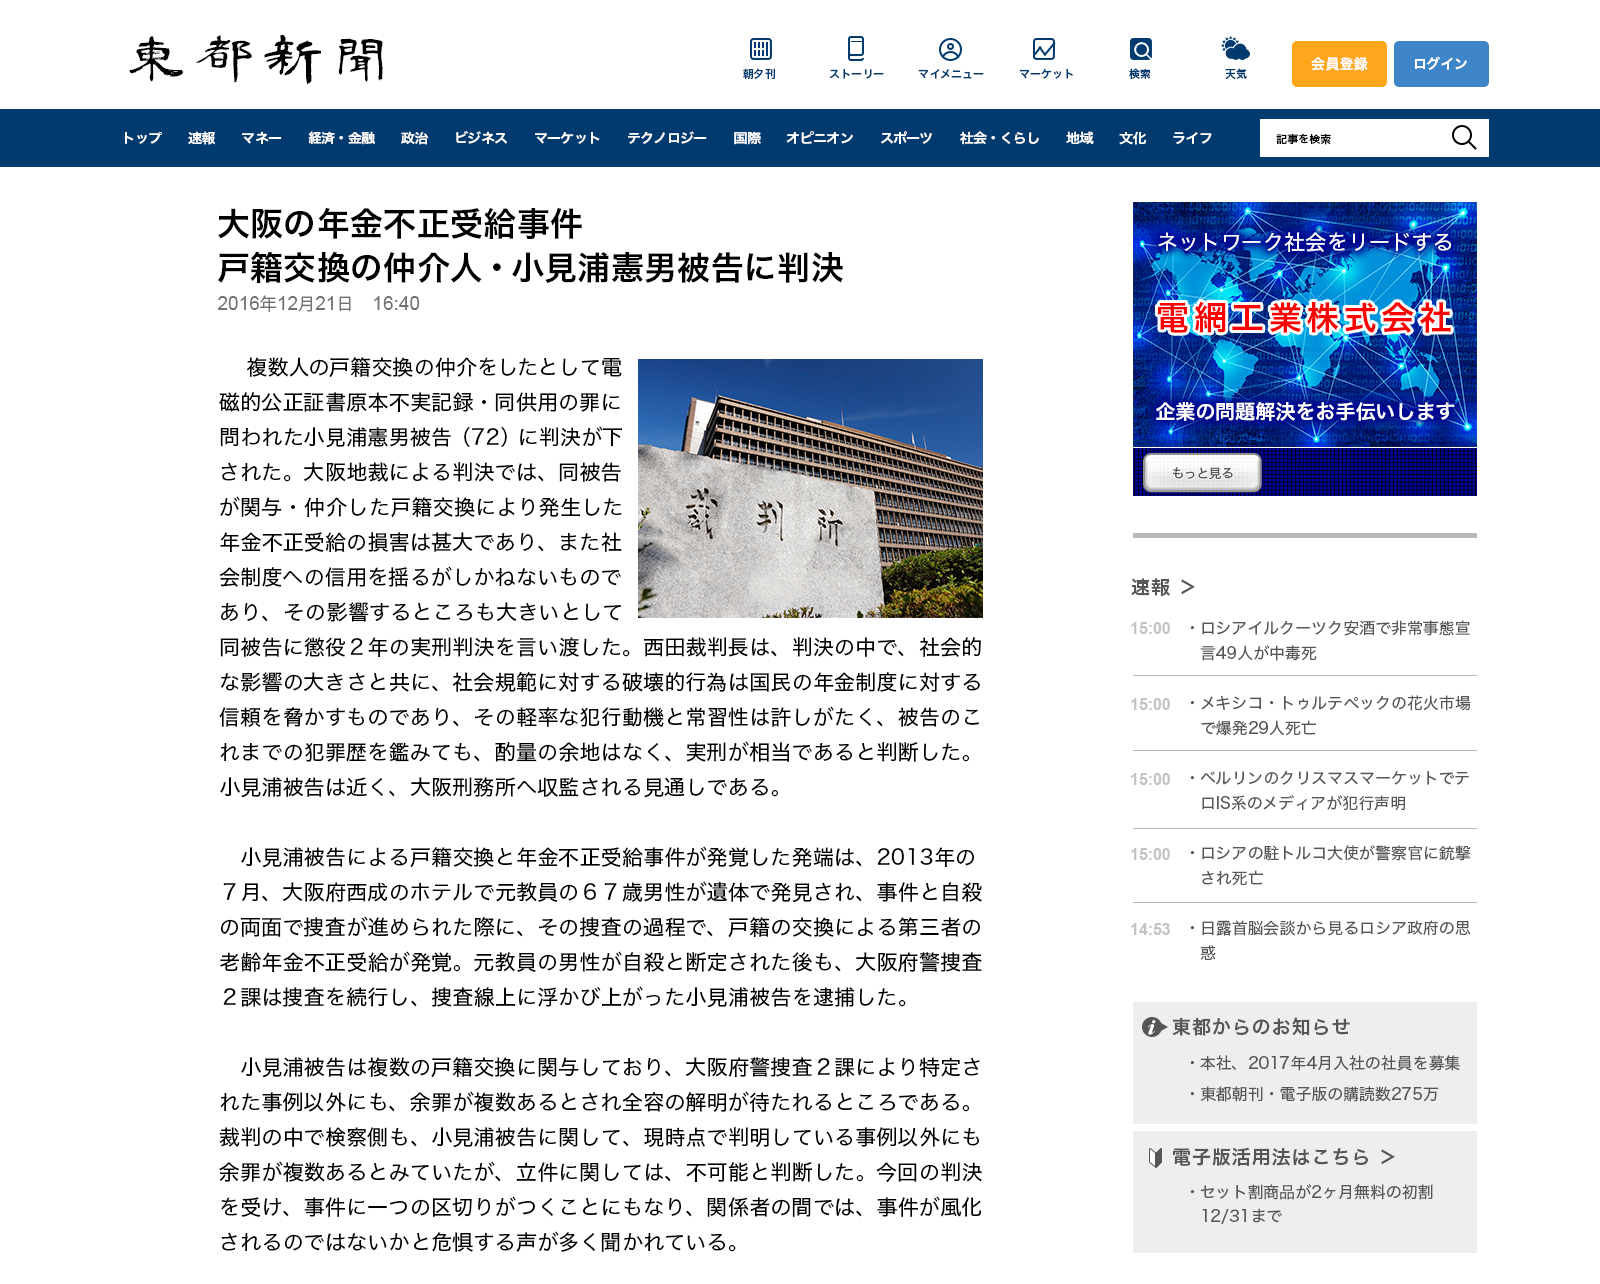 東都新聞
朝夕刊
ストーリー
マイメニュー
マーケット
検索
天気
会員登録
ログイン
トップ 速報 マネー 経済・金融 政治 ビジネス マーケット テクノロジー 国際 オピニオン スポーツ 社会・くらし 地域 文化 ライフ
記事を検索
大阪の年金不正受給事件
戸籍交換の仲介人・小見浦憲男被告に判決
2016年12月21日 16:40
複数人の戸籍交換の仲介をしたとして電
磁的公正証書原本不実記録・同供用の罪に
問われた小見浦憲男被告（72）に判決が下
された。大阪地裁による判決では、同被告
が関与・仲介した戸籍交換により発生した
年金不正受給の損害は甚大であり、また社
会制度への信用を揺るがしかねないもので
あり、その影響するところも大きいとして
同被告に懲役２年の実刑判決を言い渡した。西田裁判長は、判決の中で、社会的
な影響の大きさと共に、社会規範に対する破壊的行為は国民の年金制度に対する
信頼を脅かすものであり、その軽率な犯行動機と常習性は許しがたく、被告のこ
れまでの犯罪歴を鑑みても、酌量の余地はなく、実刑が相当であると判断した。
小見浦被告は近く、大阪刑務所へ収監される見通しである。
裁判所
小見浦被告による戸籍交換と年金不正受給事件が発覚した発端は、2013年の
７月、大阪府西成のホテルで元教員の６７歳男性が遺体で発見され、事件と自殺
の両面で捜査が進められた際に、その捜査の過程で、戸籍の交換による第三者の
老齢年金不正受給が発覚。元教員の男性が自殺と断定された後も、大阪府警捜査
２課は捜査を続行し、捜査線上に浮かび上がった小見浦被告を逮捕した。
小見浦被告は複数の戸籍交換に関与しており、大阪府警捜査２課により特定さ
れた事例以外にも、余罪が複数あるとされ全容の解明が待たれるところである。
裁判の中で検察側も、小見浦被告に関して、現時点で判明している事例以外にも
余罪が複数あるとみていたが、立件に関しては、不可能と判断した。今回の判決
を受け、事件に一つの区切りがつくことにもなり、関係者の間では、事件が風化
されるのではないかと危惧する声が多く聞かれている。
ネットワーク社会をリードする
電網工業株式会社
企業の問題解決をお手伝いします
もっと見る
速報 ＞
15:00 ・ロシアイルクーツク安酒で非常事態宣
言49人が中毒死
15:00 ・メキシコ・トゥルテペックの花火市場
で爆発29人死亡
15:00 ・ベルリンのクリスマスマーケットでテ
ロIS系のメディアが犯行声明
15:00 ・ロシアの駐トルコ大使が警察官に銃撃
され死亡
14:53 ・日露首脳会談から見るロシア政府の思
惑
東都からのお知らせ
・本社、2017年4月入社の社員を募集
・東都朝刊・電子版の購読数275万
電子版活用法はこちら ＞
・セット割商品が2ヶ月無料の初割
12/31まで